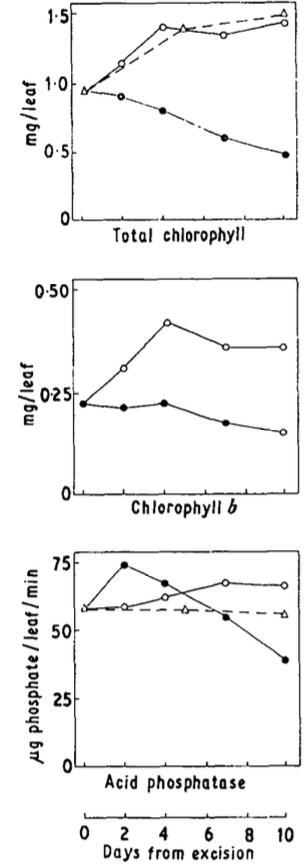 1·5
1·0
0·5
0
mg/leaf
Total chlorophyll
0·50
0·25
0
mg/leaf
Chlorophyll b
75
50
25
0
µg phosphate/leaf/min
Acid phosphatase
0 2 4 6 8 10
Days from excision